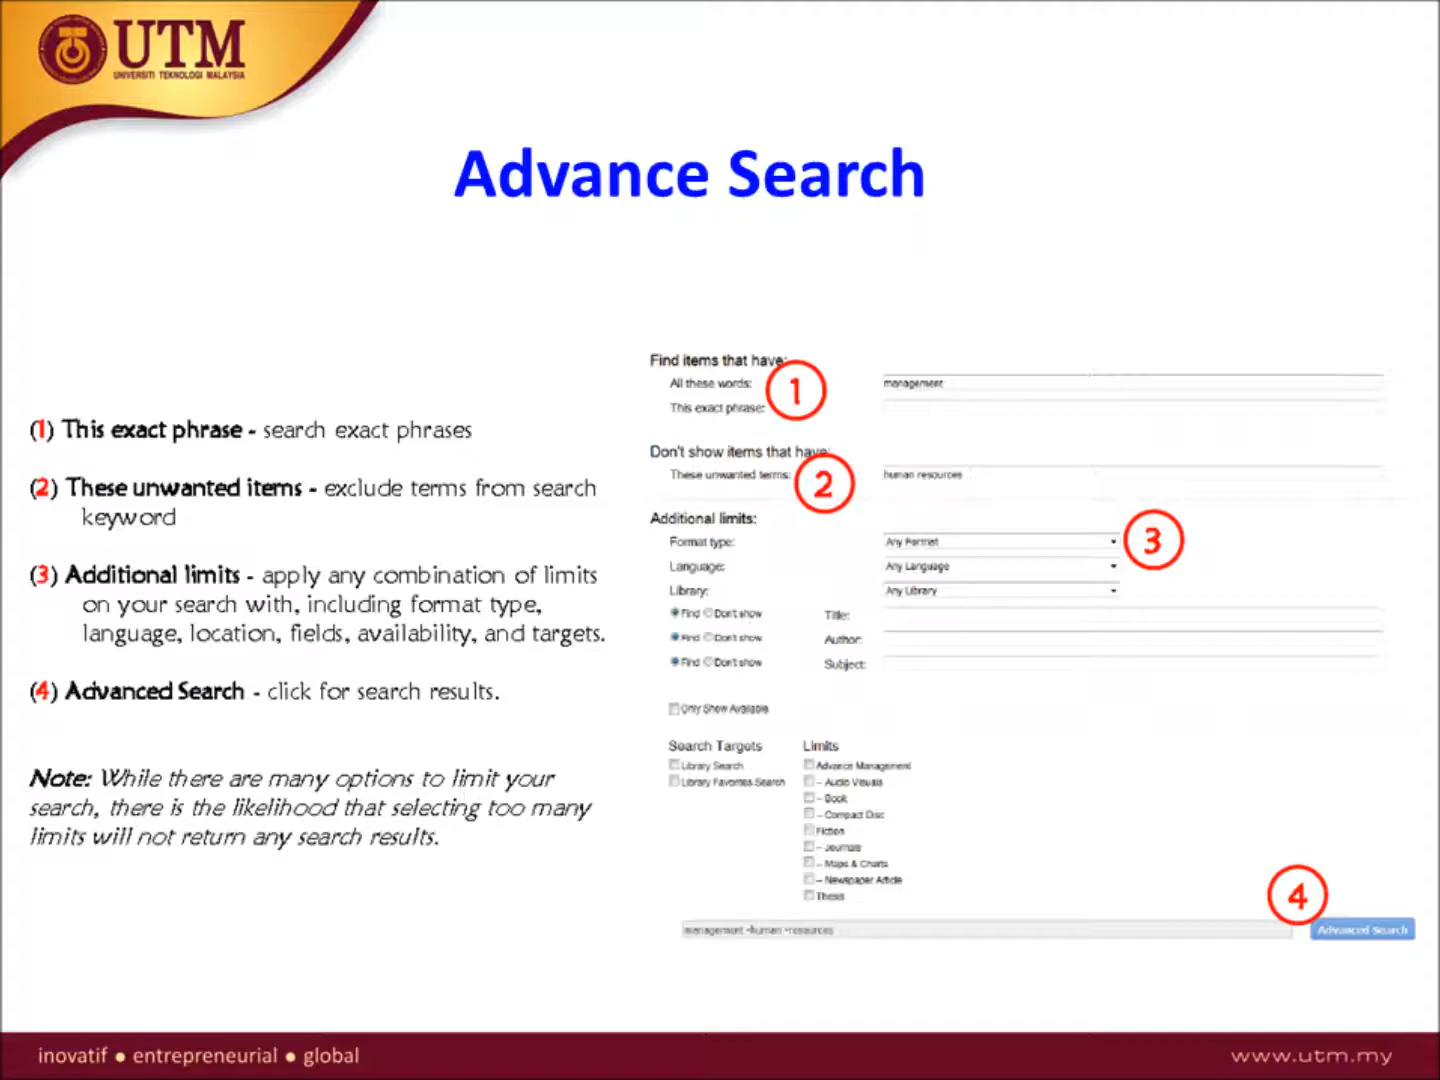 UTM
UNIVERSITI TEKNOLOGI MALAYSIA
Advance Search
(1) This exact phrase - search exact phrases
(2) These unwanted items - exclude terms from search
keyword
(3) Additional limits - apply any combination of limits
on your search with, including format type,
language, location, fields, availability, and targets.
(4) Advanced Search - click for search results.
Note: While there are many options to limit your
search, there is the likelihood that selecting too many
limits will not return any search results.
Find items that have:
All these words: management
This exact phrase:
1
Don't show items that have:
These unwanted terms: human resources
2
Additional limits:
Format type: Any Format
3
Language: Any Language
Library: Any Library
Find Don't show Title:
Find Don't show Author:
Find Don't show Subject:
Only Show Available
Search Targets
Library Search
Library Favorites Search
Limits
Advance Management
-- Audio Visuals
-- Book
-- Compact Disc
Fiction
-- Journals
-- Maps & Charts
-- Newspaper Article
Thesis
4
management -human -resources
Advanced Search
inovatif ● entrepreneurial ● global
www.utm.my